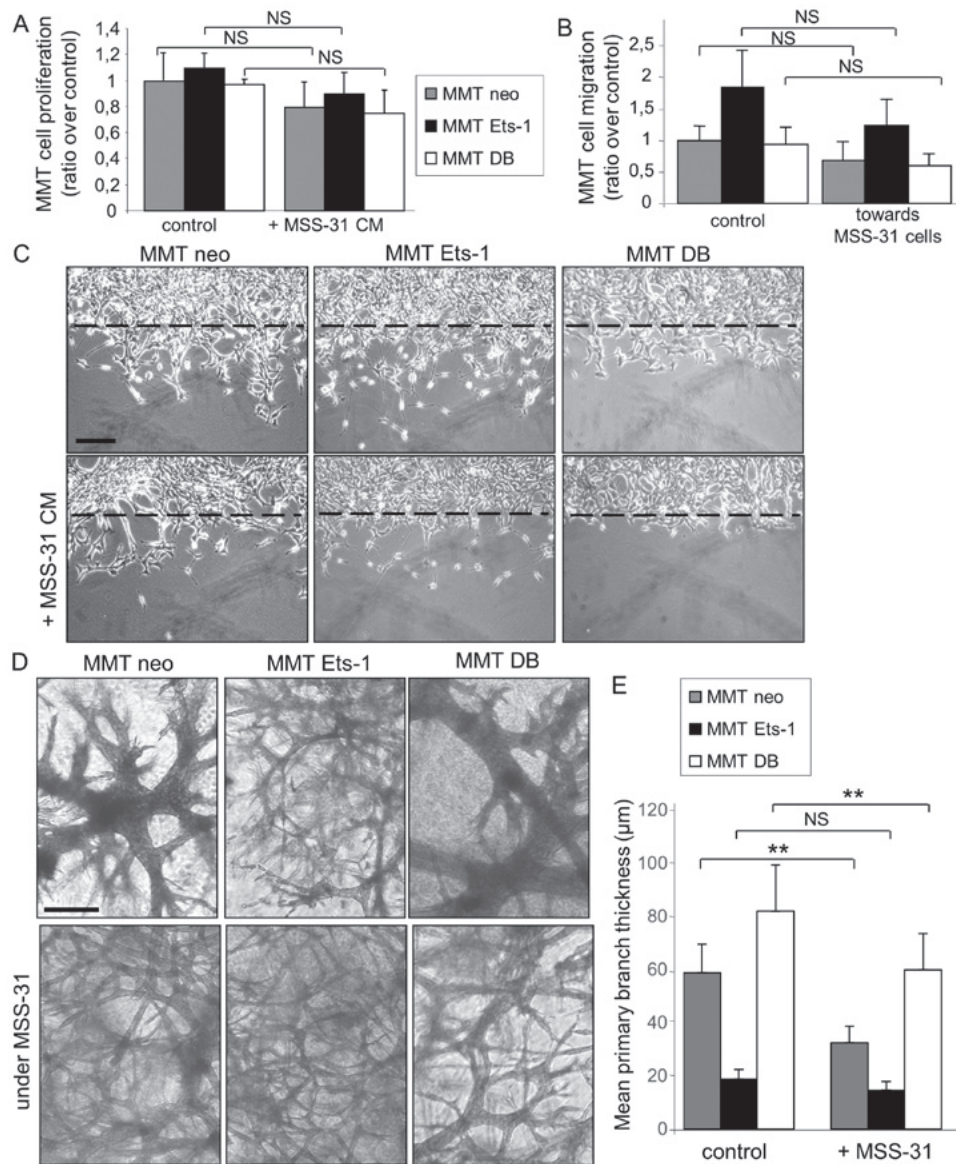 A
MMT cell proliferation
(ratio over control)
1,4
1,2
1
0,8
0,6
0,4
0,2
0
NS
NS
NS
control
+ MSS-31 CM
MMT neo
MMT Ets-1
MMT DB
B
MMT cell migration
(ratio over control)
2,5
2
1,5
1
0,5
0
NS
NS
NS
control
towards
MSS-31 cells
C
MMT neo
MMT Ets-1
MMT DB
+ MSS-31 CM
D
MMT neo
MMT Ets-1
MMT DB
under MSS-31
E
MMT neo
MMT Ets-1
MMT DB
Mean primary branch thickness (µm)
120
100
80
60
40
20
0
**
NS
**
control
+ MSS-31